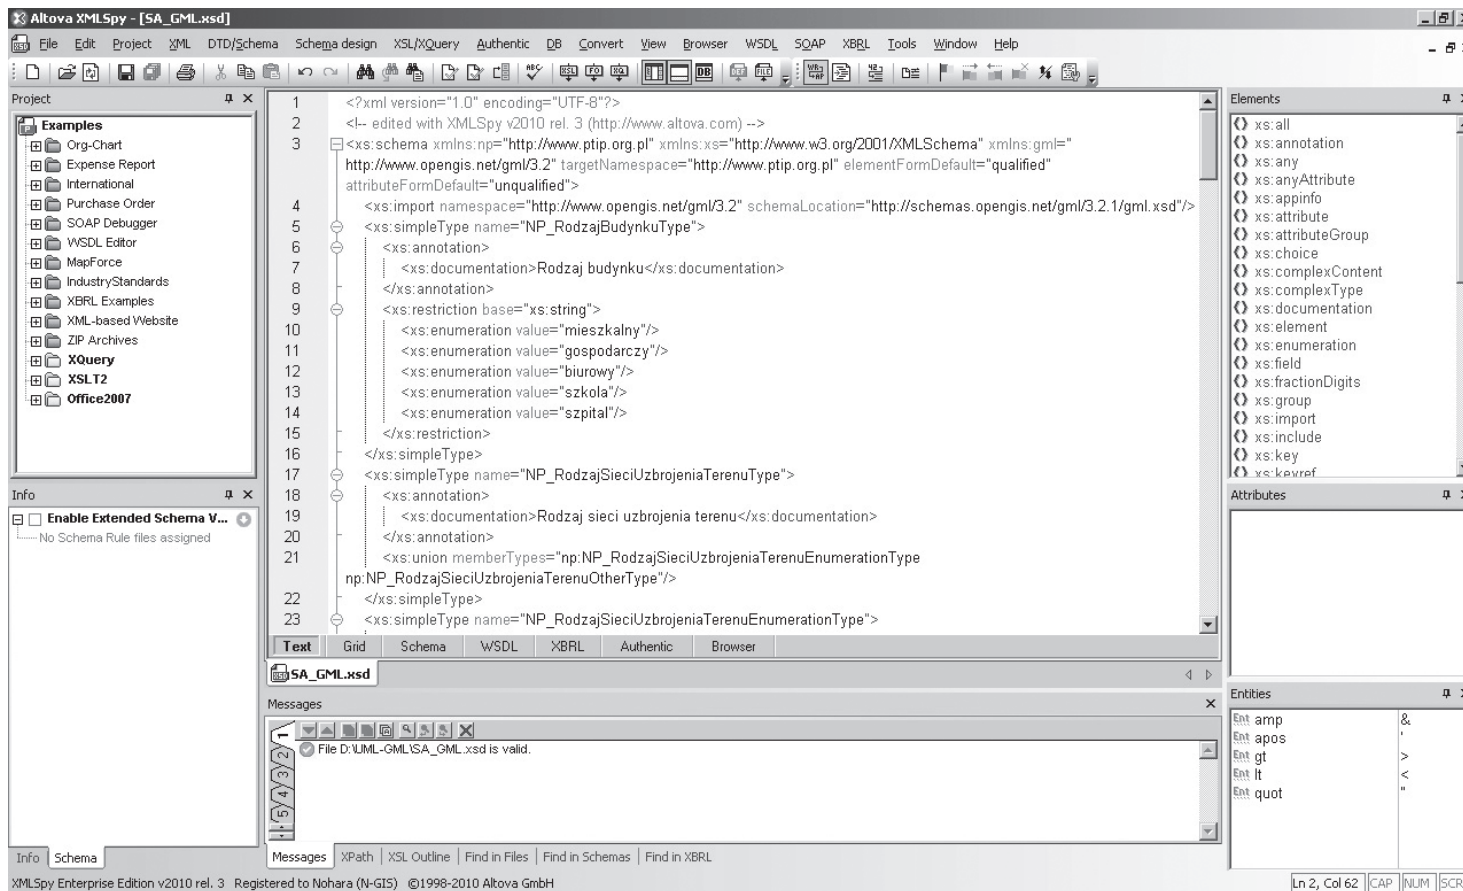 Altova XMLSpy - [SA_GML.xsd]
File Edit Project XML DTD/Schema Schema design XSL/XQuery Authentic DB Convert View Browser WSDL SOAP XBRL Tools Window Help
Project
Examples
Org-Chart
Expense Report
International
Purchase Order
SOAP Debugger
WSDL Editor
MapForce
IndustryStandards
XBRL Examples
XML-based Website
ZIP Archives
XQuery
XSLT2
Office2007
Info
Enable Extended Schema V...
No Schema Rule files assigned
Info Schema
1 <?xml version="1.0" encoding="UTF-8"?>
2 <!-- edited with XMLSpy v2010 rel. 3 (http://www.altova.com) -->
3 <xs:schema xmlns:np="http://www.ptip.org.pl" xmlns:xs="http://www.w3.org/2001/XMLSchema" xmlns:gml="
http://www.opengis.net/gml/3.2" targetNamespace="http://www.ptip.org.pl" elementFormDefault="qualified"
attributeFormDefault="unqualified">
4 <xs:import namespace="http://www.opengis.net/gml/3.2" schemaLocation="http://schemas.opengis.net/gml/3.2.1/gml.xsd"/>
5 <xs:simpleType name="NP_RodzajBudynkuType">
6 <xs:annotation>
7 <xs:documentation>Rodzaj budynku</xs:documentation>
8 </xs:annotation>
9 <xs:restriction base="xs:string">
10 <xs:enumeration value="mieszkalny"/>
11 <xs:enumeration value="gospodarczy"/>
12 <xs:enumeration value="biurowy"/>
13 <xs:enumeration value="szkola"/>
14 <xs:enumeration value="szpital"/>
15 </xs:restriction>
16 </xs:simpleType>
17 <xs:simpleType name="NP_RodzajSieciUzbrojeniaTerenuType">
18 <xs:annotation>
19 <xs:documentation>Rodzaj sieci uzbrojenia terenu</xs:documentation>
20 </xs:annotation>
21 <xs:union memberTypes="np:NP_RodzajSieciUzbrojeniaTerenuEnumerationType
np:NP_RodzajSieciUzbrojeniaTerenuOtherType"/>
22 </xs:simpleType>
23 <xs:simpleType name="NP_RodzajSieciUzbrojeniaTerenuEnumerationType">
Text Grid Schema WSDL XBRL Authentic Browser
SA_GML.xsd
Messages
1
2
3
4
5
File D:\UML-GML\SA_GML.xsd is valid.
Messages XPath XSL Outline Find in Files Find in Schemas Find in XBRL
Elements
xs:all
xs:annotation
xs:any
xs:anyAttribute
xs:appinfo
xs:attribute
xs:attributeGroup
xs:choice
xs:complexContent
xs:complexType
xs:documentation
xs:element
xs:enumeration
xs:field
xs:fractionDigits
xs:group
xs:import
xs:include
xs:key
xs:keyref
Attributes
Entities
Ent amp &
Ent apos '
Ent gt >
Ent lt <
Ent quot "
XMLSpy Enterprise Edition v2010 rel. 3 Registered to Nohara (N-GIS) ©1998-2010 Altova GmbH
Ln 2, Col 62 CAP NUM SCR